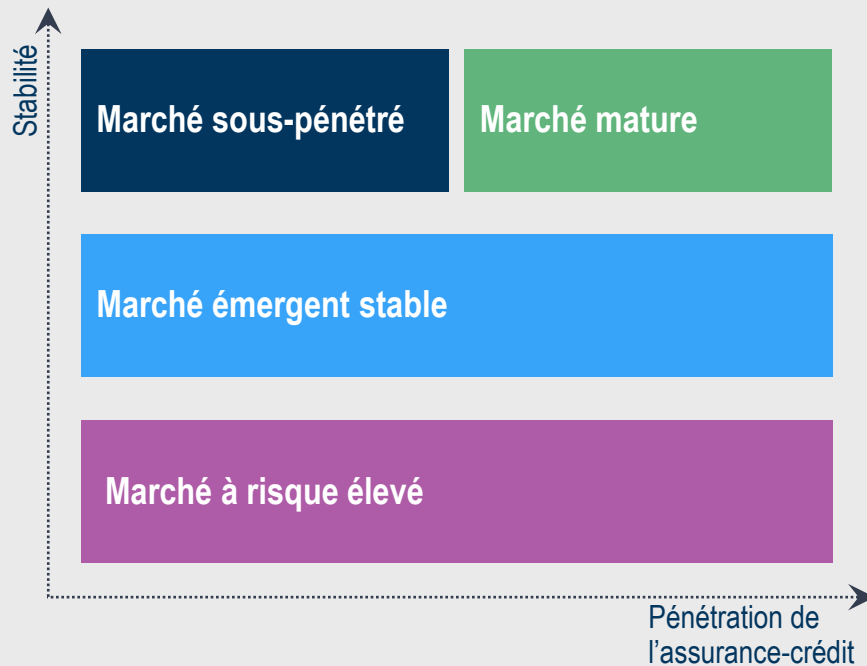 Stabilité
Marché sous-pénétré
Marché mature
Marché émergent stable
Marché à risque élevé
Pénétration de
l’assurance-crédit